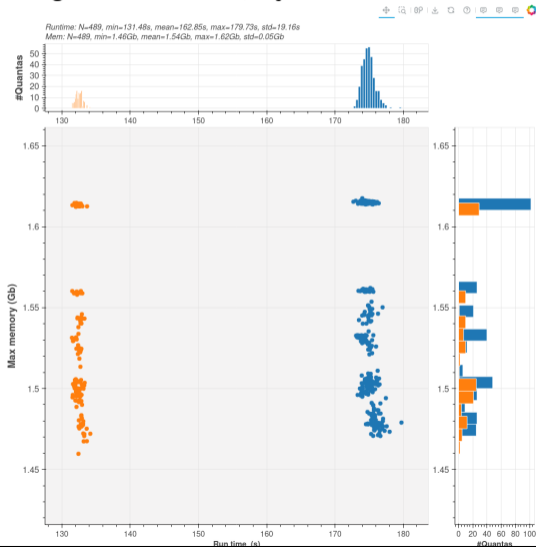 Runtime: N=489, min=131.48s, mean=162.85s, max=179.73s, std=19.16s
Mem: N=489, min=1.46Gb, mean=1.54Gb, max=1.62Gb, std=0.05Gb
#Quantas
50
40
30
20
10
0
130 140 150 160 170 180
Max memory (Gb)
1.65
1.6
1.55
1.5
1.45
130 140 150 160 170 180
Run time (s)
1.65
1.6
1.55
1.5
1.45
0 20 40 60 80 100
#Quantas